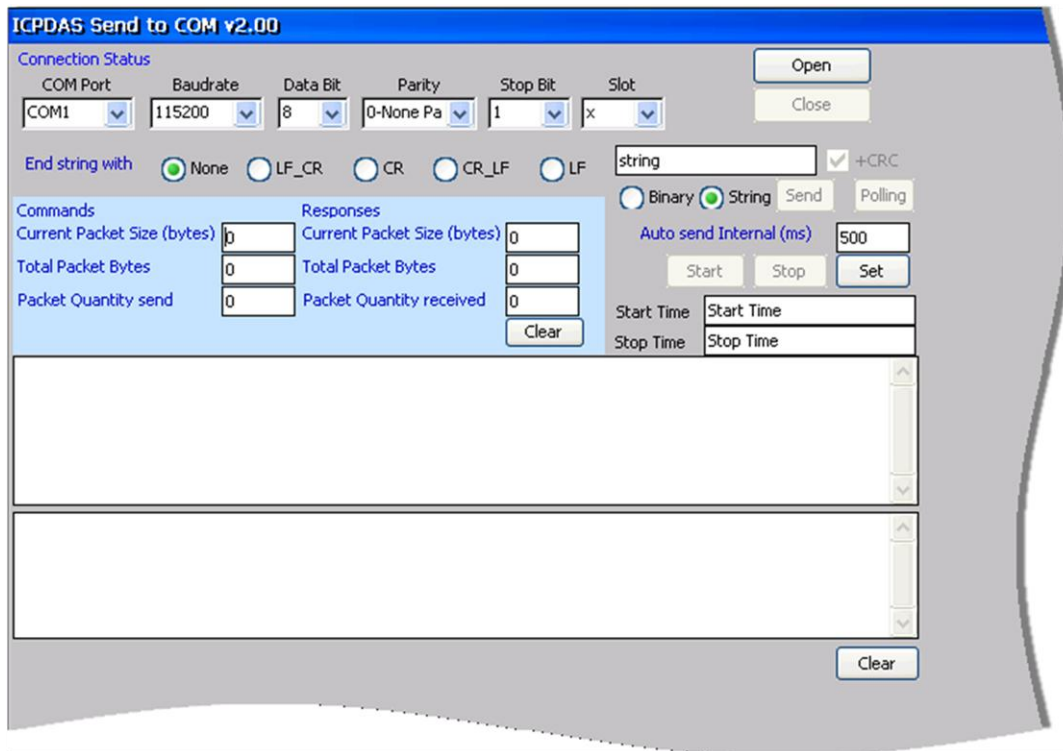 ICPDAS Send to COM v2.00
Connection Status
COM Port Baudrate Data Bit Parity Stop Bit Slot
COM1 115200 8 0-None Pa 1 x
Open
Close
End string with None LF_CR CR CR_LF LF
string +CRC
Binary String Send Polling
Commands
Current Packet Size (bytes) 0
Total Packet Bytes 0
Packet Quantity send 0
Responses
Current Packet Size (bytes) 0
Total Packet Bytes 0
Packet Quantity received 0
Clear
Auto send Internal (ms) 500
Start Stop Set
Start Time Start Time
Stop Time Stop Time
Clear